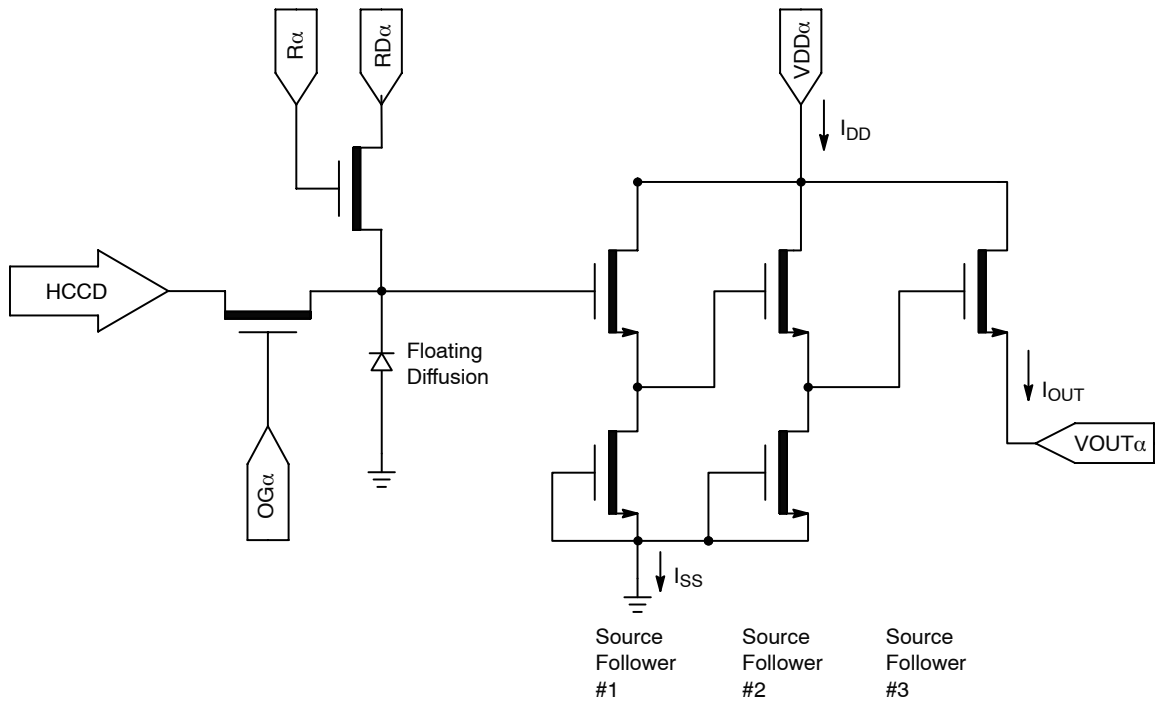 Rα
RDα
VDDα
IDD
HCCD
Floating
Diffusion
IOUT
VOUTα
OGα
ISS
Source
Follower
#1
Source
Follower
#2
Source
Follower
#3